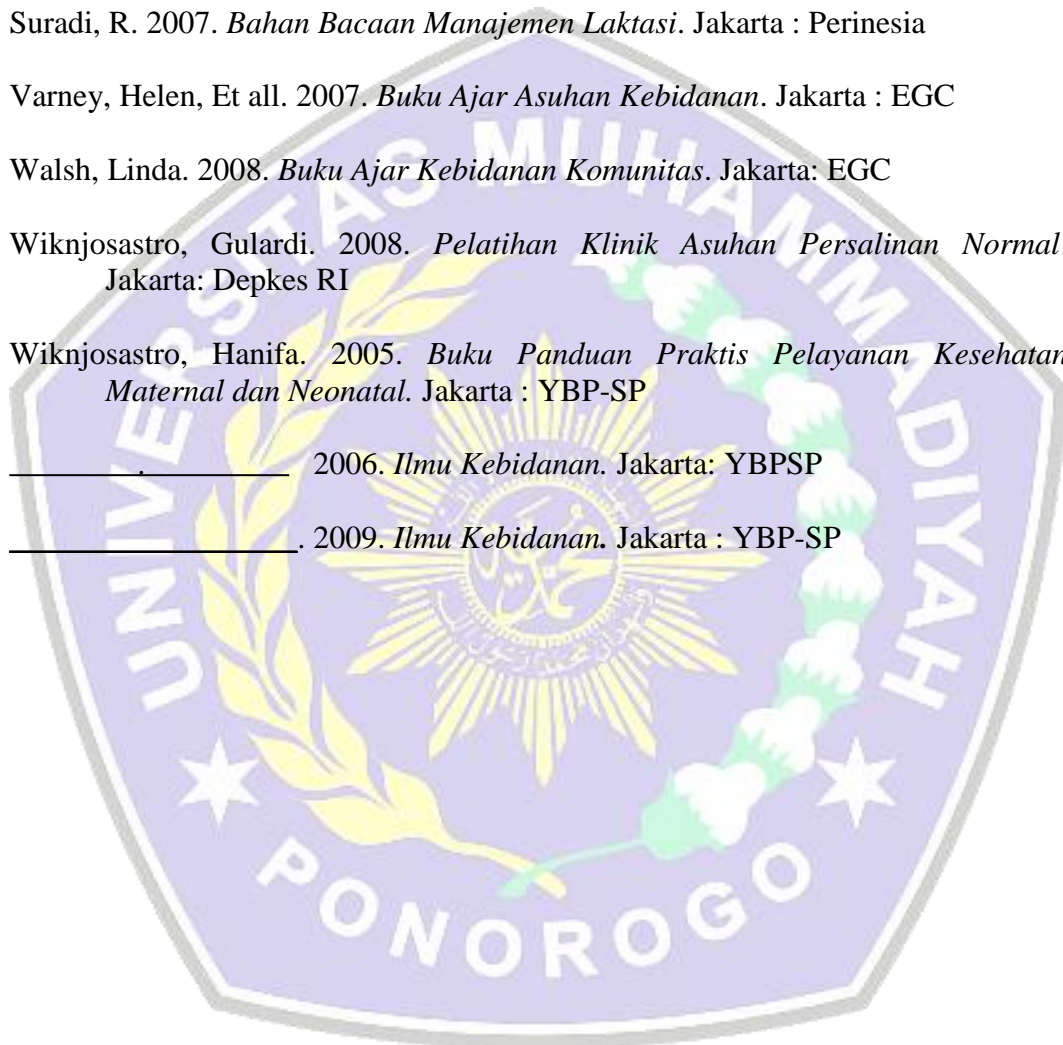 Suradi, R. 2007. Bahan Bacaan Manajemen Laktasi. Jakarta : Perinesia
Varney, Helen, Et all. 2007. Buku Ajar Asuhan Kebidanan. Jakarta : EGC
Walsh, Linda. 2008. Buku Ajar Kebidanan Komunitas. Jakarta: EGC
Wiknjosastro, Gulardi. 2008. Pelatihan Klinik Asuhan Persalinan Normal.
Jakarta: Depkes RI
Wiknjosastro, Hanifa. 2005. Buku Panduan Praktis Pelayanan Kesehatan
Maternal dan Neonatal. Jakarta : YBP-SP
________.__________ 2006. Ilmu Kebidanan. Jakarta: YBPSP
__________________. 2009. Ilmu Kebidanan. Jakarta : YBP-SP
UNIVERSITAS MUHAMMADIYAH
PONOROGO